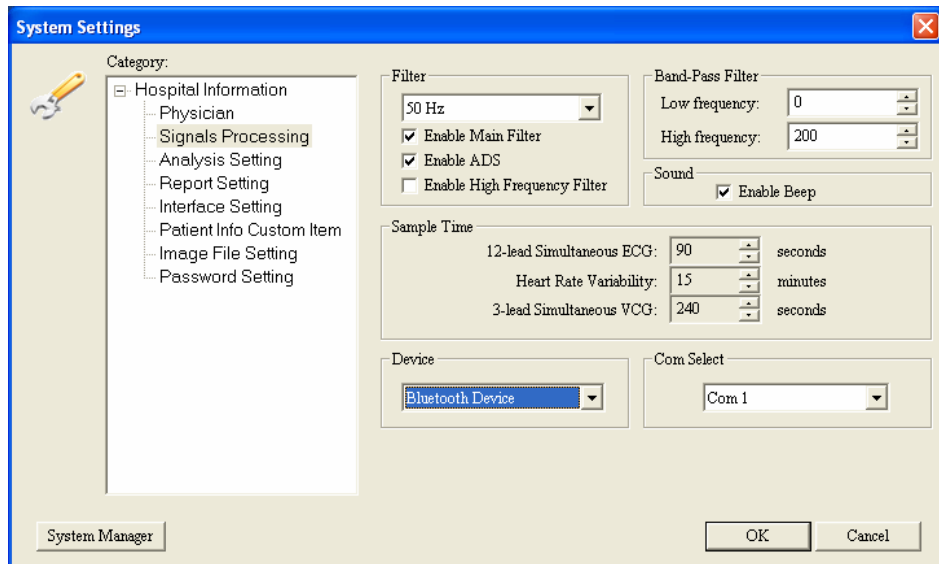 System Settings
Category:
Hospital Information
Physician
Signals Processing
Analysis Setting
Report Setting
Interface Setting
Patient Info Custom Item
Image File Setting
Password Setting
Filter
50 Hz
Enable Main Filter
Enable ADS
Enable High Frequency Filter
Band-Pass Filter
Low frequency: 0
High frequency: 200
Sound
Enable Beep
Sample Time
12-lead Simultaneous ECG: 90 seconds
Heart Rate Variability: 15 minutes
3-lead Simultaneous VCG: 240 seconds
Device
Bluetooth Device
Com Select
Com 1
System Manager
OK
Cancel